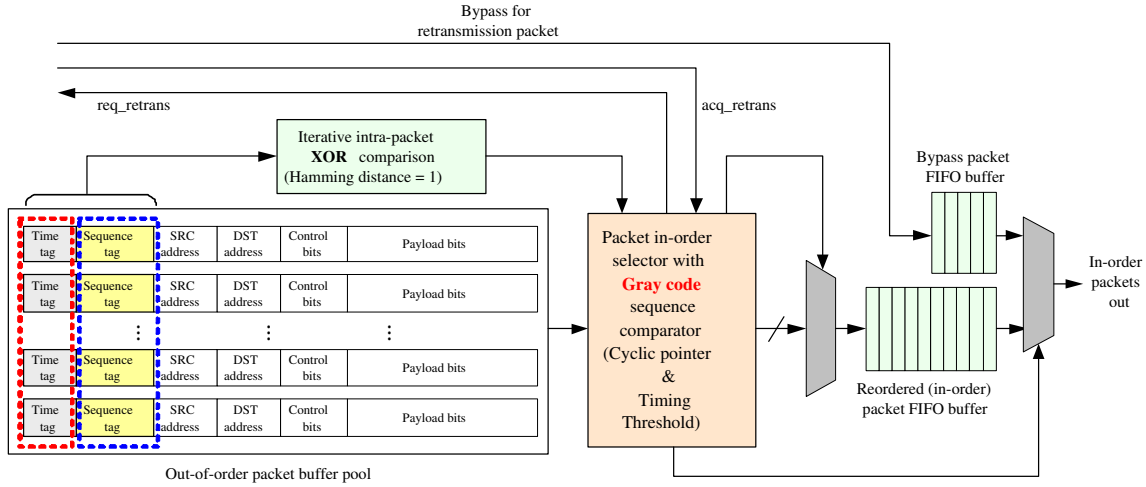 Bypass for
retransmission packet
req_retrans
acq_retrans
Iterative intra-packet
XOR comparison
(Hamming distance = 1)
Bypass packet
FIFO buffer
Time
tag
Sequence
tag
SRC
address
DST
address
Control
bits
Payload bits
Time
tag
Sequence
tag
SRC
address
DST
address
Control
bits
Payload bits
Time
tag
Sequence
tag
SRC
address
DST
address
Control
bits
Payload bits
Time
tag
Sequence
tag
SRC
address
DST
address
Control
bits
Payload bits
Out-of-order packet buffer pool
Packet in-order
selector with
Gray code
sequence
comparator
(Cyclic pointer
&
Timing
Threshold)
Reordered (in-order)
packet FIFO buffer
In-order
packets
out